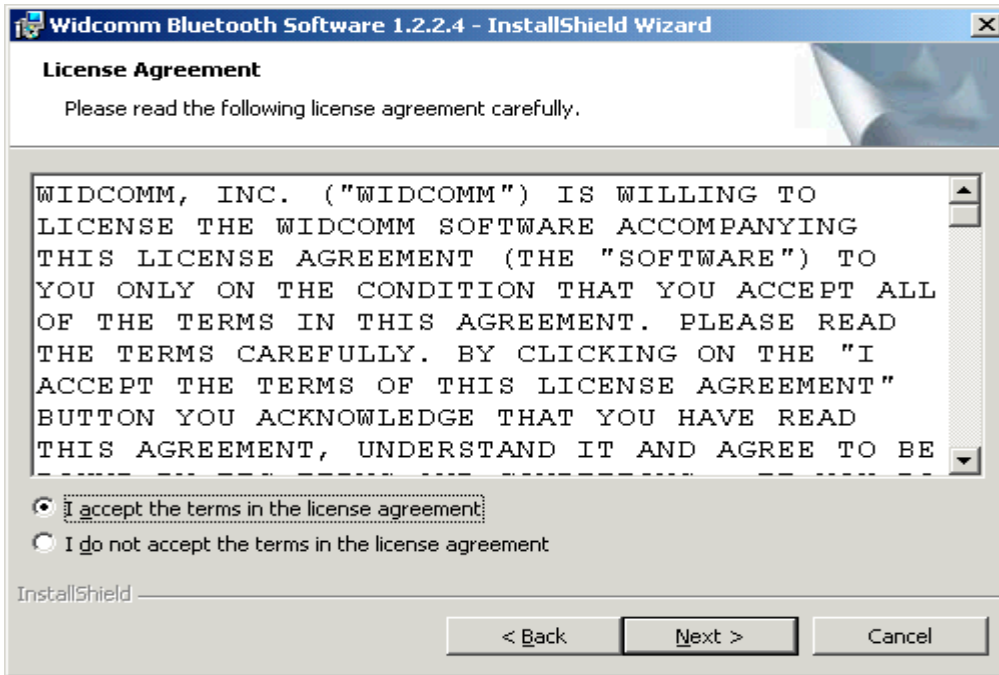 Widcomm Bluetooth Software 1.2.2.4 - InstallShield Wizard
License Agreement
Please read the following license agreement carefully.
WIDCOMM, INC. ("WIDCOMM") IS WILLING TO
LICENSE THE WIDCOMM SOFTWARE ACCOMPANYING
THIS LICENSE AGREEMENT (THE "SOFTWARE") TO
YOU ONLY ON THE CONDITION THAT YOU ACCEPT ALL
OF THE TERMS IN THIS AGREEMENT. PLEASE READ
THE TERMS CAREFULLY. BY CLICKING ON THE "I
ACCEPT THE TERMS OF THIS LICENSE AGREEMENT"
BUTTON YOU ACKNOWLEDGE THAT YOU HAVE READ
THIS AGREEMENT, UNDERSTAND IT AND AGREE TO BE
I accept the terms in the license agreement
I do not accept the terms in the license agreement
InstallShield
< Back
Next >
Cancel